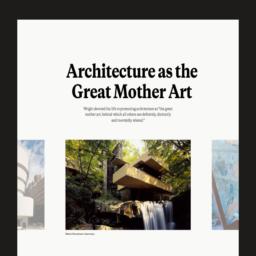 Architecture as the
Great Mother Art
"Wright devoted his life to promoting architecture as "the great
mother art, behind which all others are definitely, distinctly
and inevitably related."